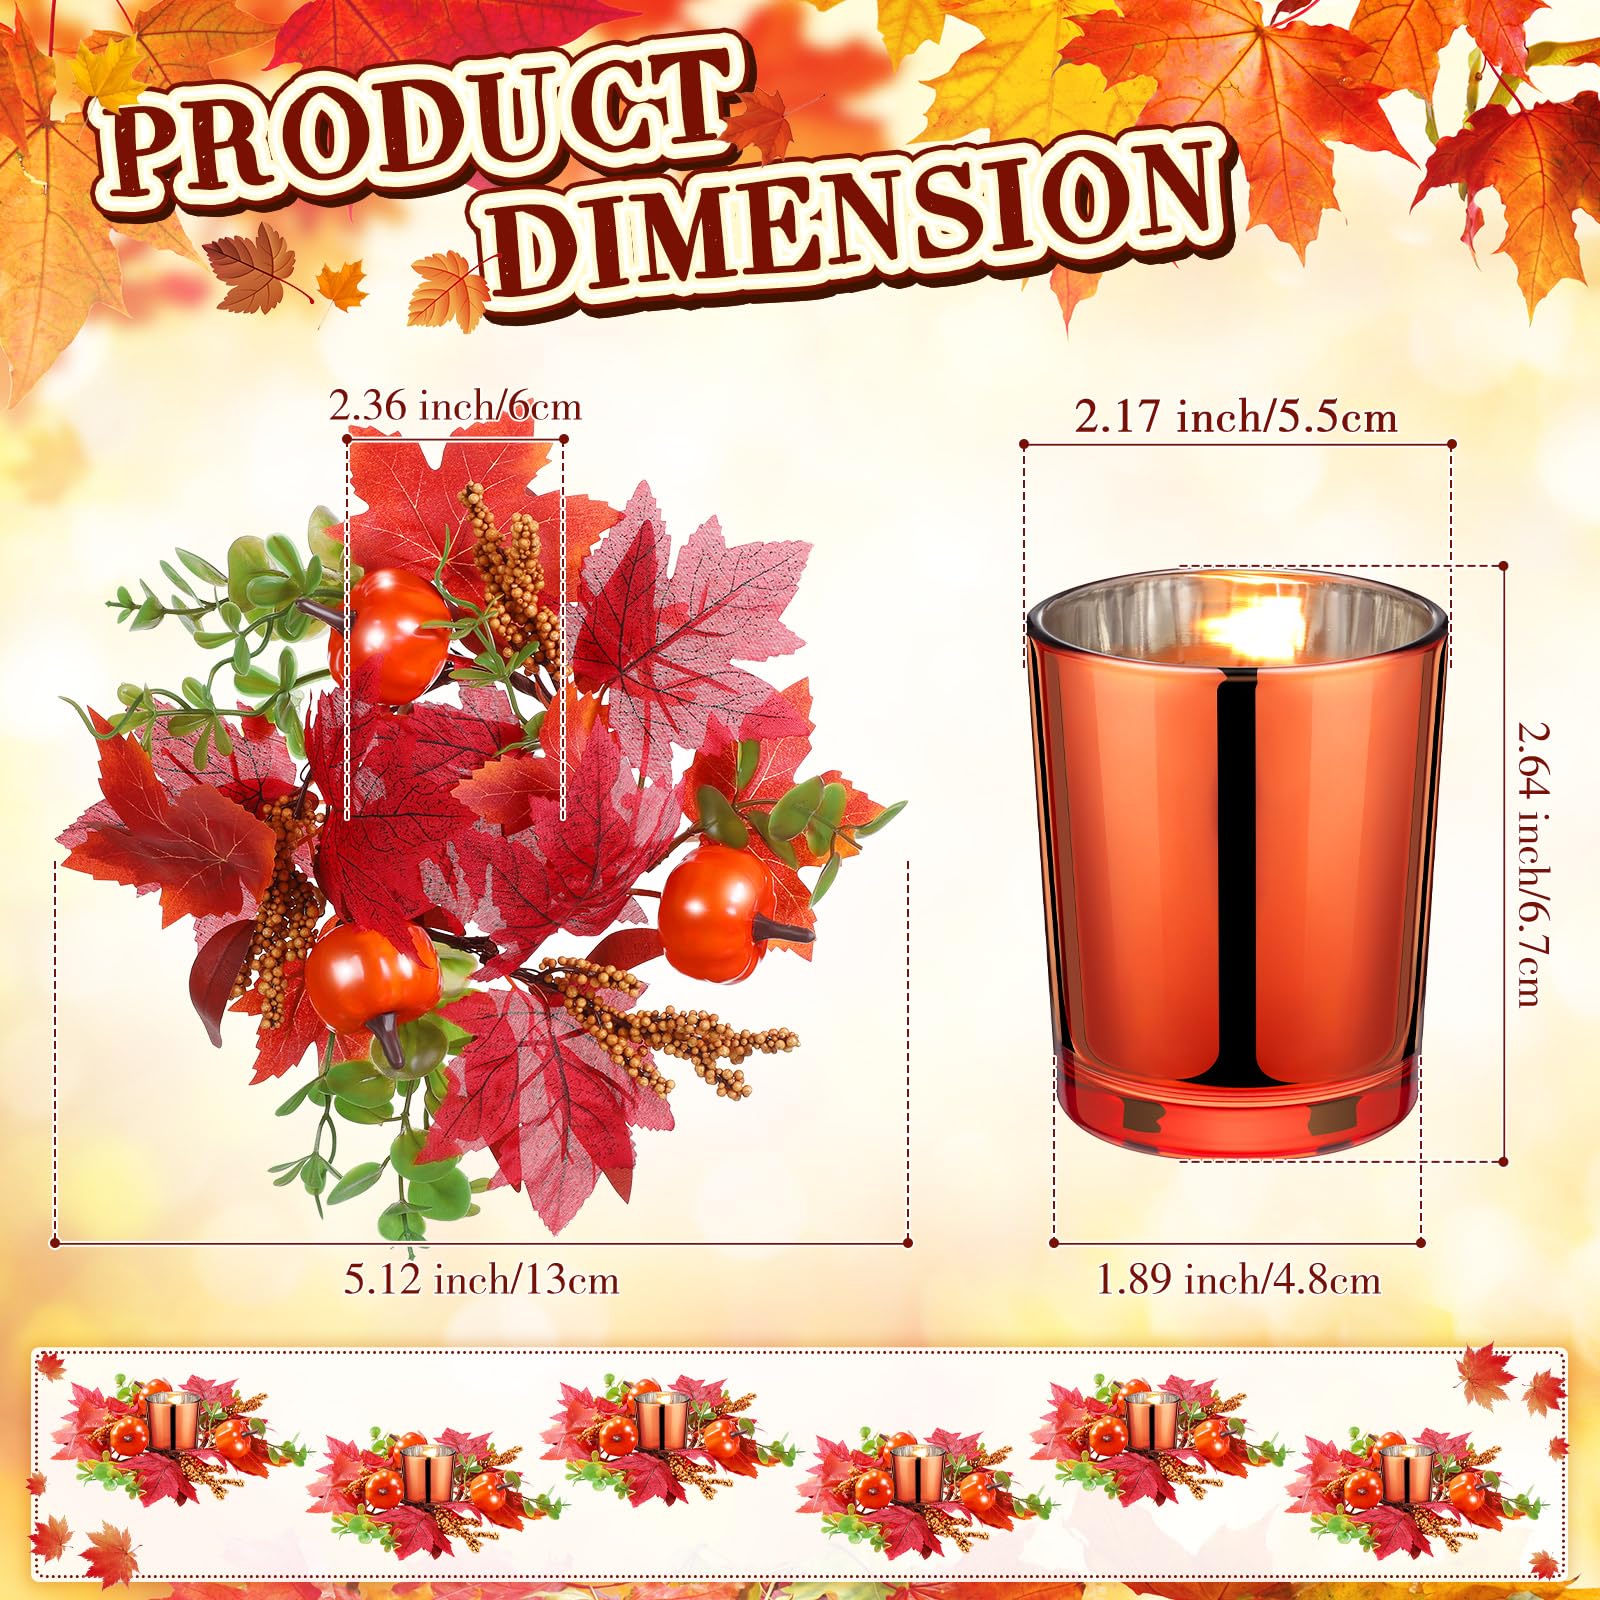 PRODUCT
DIMENSION
2.36 inch/6cm
2.17 inch/5.5cm
2.64 inch/6.7cm
5.12 inch/13cm
1.89 inch/4.8cm